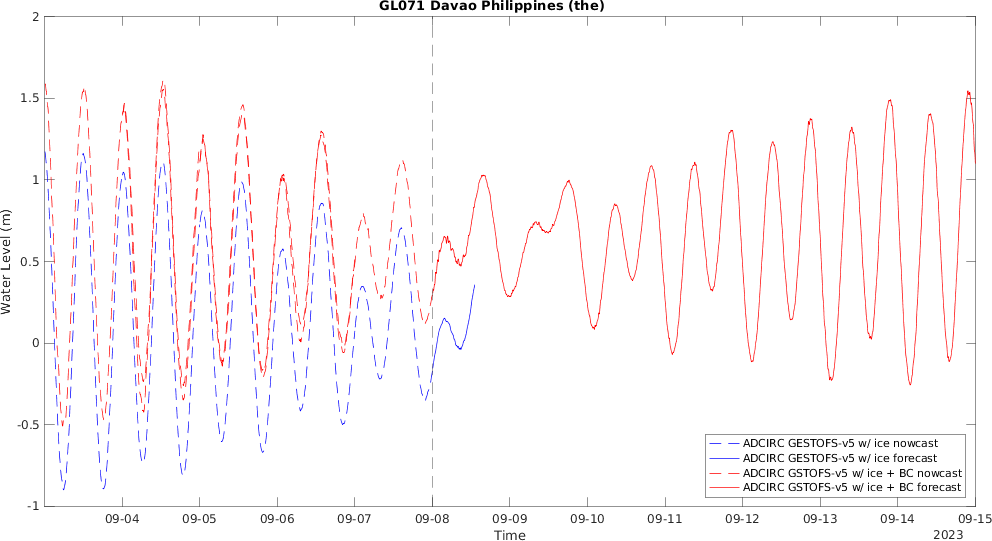 GL071 Davao Philippines (the)
2
1.5
1
0.5
0
-0.5
-1
Water Level (m)
09-04 09-05 09-06 09-07 09-08 09-09 09-10 09-11 09-12 09-13 09-14 09-15
Time
2023
ADCIRC GESTOFS-v5 w/ ice nowcast
ADCIRC GESTOFS-v5 w/ ice forecast
ADCIRC GSTOFS-v5 w/ ice + BC nowcast
ADCIRC GSTOFS-v5 w/ ice + BC forecast